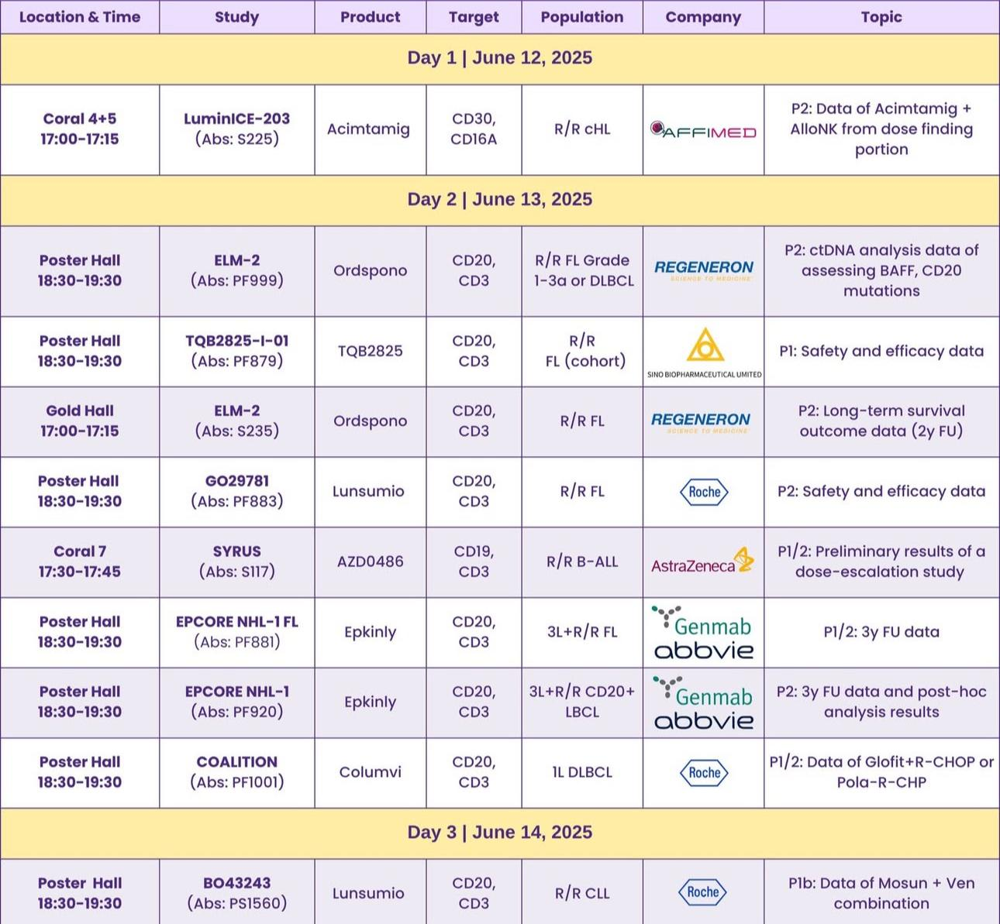 Location & Time Study Product Target Population Company Topic
Day 1 | June 12, 2025
Coral 4+5
17:00-17:15
LuminICE-203
(Abs: S225)
Acimtamig
CD30,
CD16A
R/R cHL
AFFIMED
P2: Data of Acimtamig +
AlloNK from dose finding
portion
Day 2 | June 13, 2025
Poster Hall
18:30-19:30
ELM-2
(Abs: PF999)
Ordspono
CD20,
CD3
R/R FL Grade
1-3a or DLBCL
REGENERON
SCIENCE TO MEDICINE
P2: ctDNA analysis data of
assessing BAFF, CD20
mutations
Poster Hall
18:30-19:30
TQB2825-I-01
(Abs: PF879)
TQB2825
CD20,
CD3
R/R
FL (cohort)
SINO BIOPHARMACEUTICAL UMITED
P1: Safety and efficacy data
Gold Hall
17:00-17:15
ELM-2
(Abs: S235)
Ordspono
CD20,
CD3
R/R FL
REGENERON
SCIENCE TO MEDICINE
P2: Long-term survival
outcome data (2y FU)
Poster Hall
18:30-19:30
GO29781
(Abs: PF883)
Lunsumio
CD20,
CD3
R/R FL
Roche
P2: Safety and efficacy data
Coral 7
17:30-17:45
SYRUS
(Abs: S117)
AZD0486
CD19,
CD3
R/R B-ALL
AstraZeneca
P1/2: Preliminary results of a
dose-escalation study
Poster Hall
18:30-19:30
EPCORE NHL-1 FL
(Abs: PF881)
Epkinly
CD20,
CD3
3L+R/R FL
Genmab
abbvie
P1/2: 3y FU data
Poster Hall
18:30-19:30
EPCORE NHL-1
(Abs: PF920)
Epkinly
CD20,
CD3
3L+R/R CD20+
LBCL
Genmab
abbvie
P2: 3y FU data and post-hoc
analysis results
Poster Hall
18:30-19:30
COALITION
(Abs: PF1001)
Columvi
CD20,
CD3
1L DLBCL
Roche
P1/2: Data of Glofit+R-CHOP or
Pola-R-CHP
Day 3 | June 14, 2025
Poster Hall
18:30-19:30
BO43243
(Abs: PS1560)
Lunsumio
CD20,
CD3
R/R CLL
Roche
P1b: Data of Mosun + Ven
combination